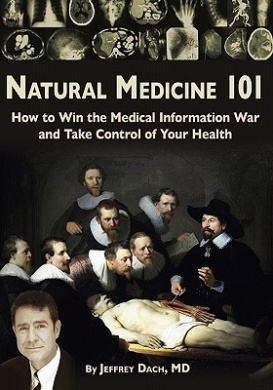 NATURAL MEDICINE 101
How to Win the Medical Information War
and Take Control of Your Health
By JEFFREY DACH, MD